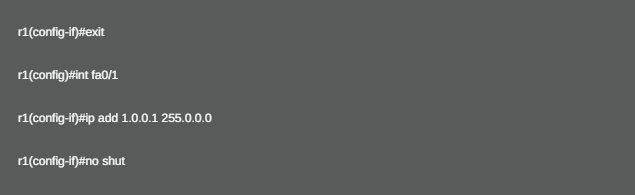 r1(config-if)#exit
r1(config)#int fa0/1
r1(config-if)#ip add 1.0.0.1 255.0.0.0
r1(config-if)#no shut